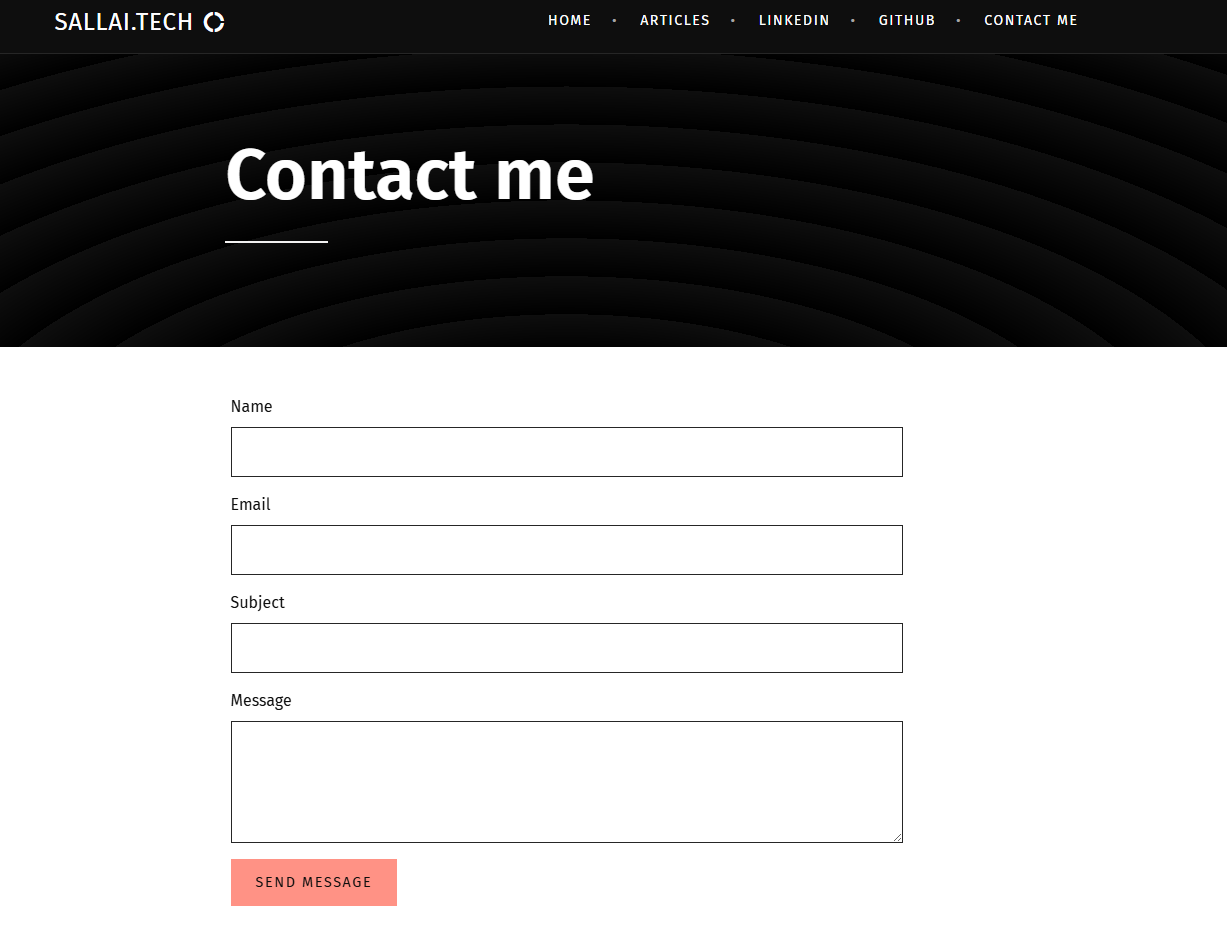 SALLAI.TECH
HOME • ARTICLES • LINKEDIN • GITHUB • CONTACT ME
Contact me
Name
Email
Subject
Message
SEND MESSAGE